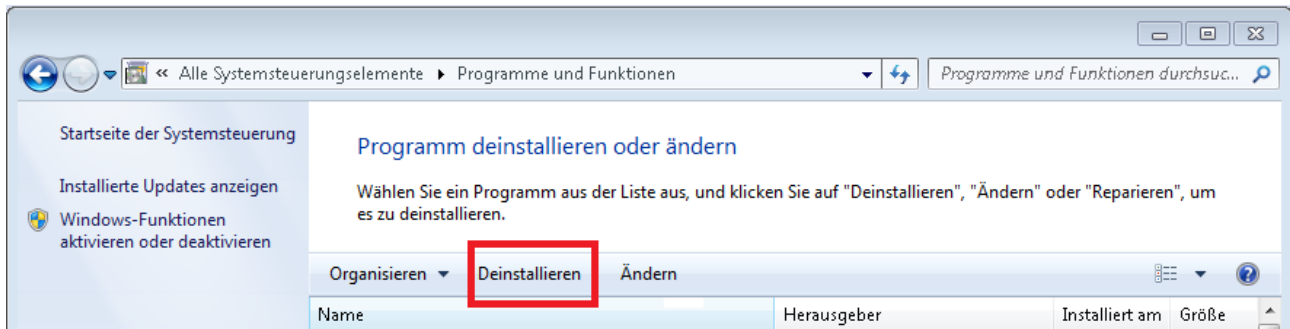 « Alle Systemsteuerungselemente ▸ Programme und Funktionen
Programme und Funktionen durchsuc...
Startseite der Systemsteuerung
Installierte Updates anzeigen
Windows-Funktionen
aktivieren oder deaktivieren
Programm deinstallieren oder ändern
Wählen Sie ein Programm aus der Liste aus, und klicken Sie auf "Deinstallieren", "Ändern" oder "Reparieren", um
es zu deinstallieren.
Organisieren Deinstallieren Ändern
Name Herausgeber Installiert am Größe